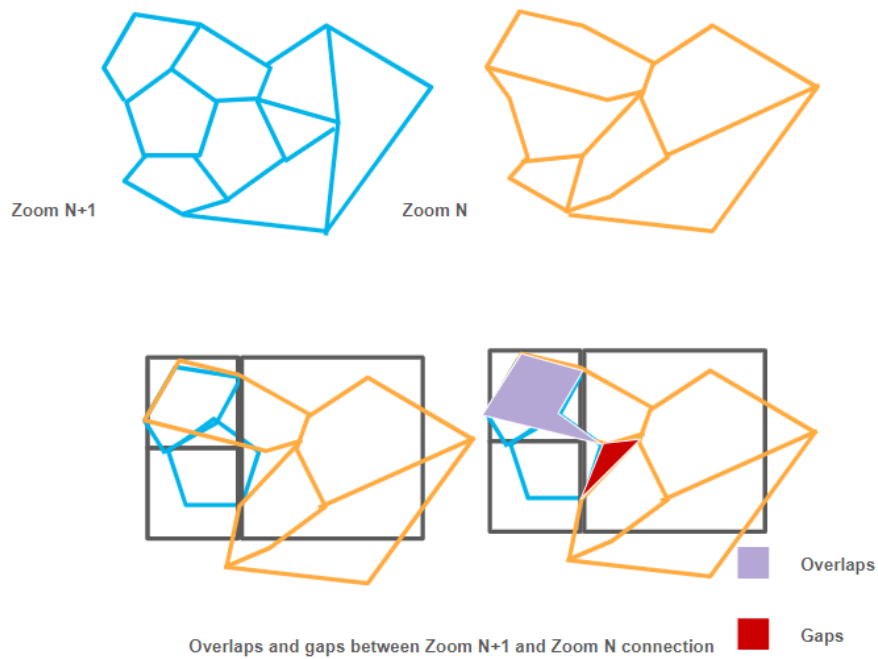 Zoom N+1
Zoom N
Overlaps
Gaps
Overlaps and gaps between Zoom N+1 and Zoom N connection